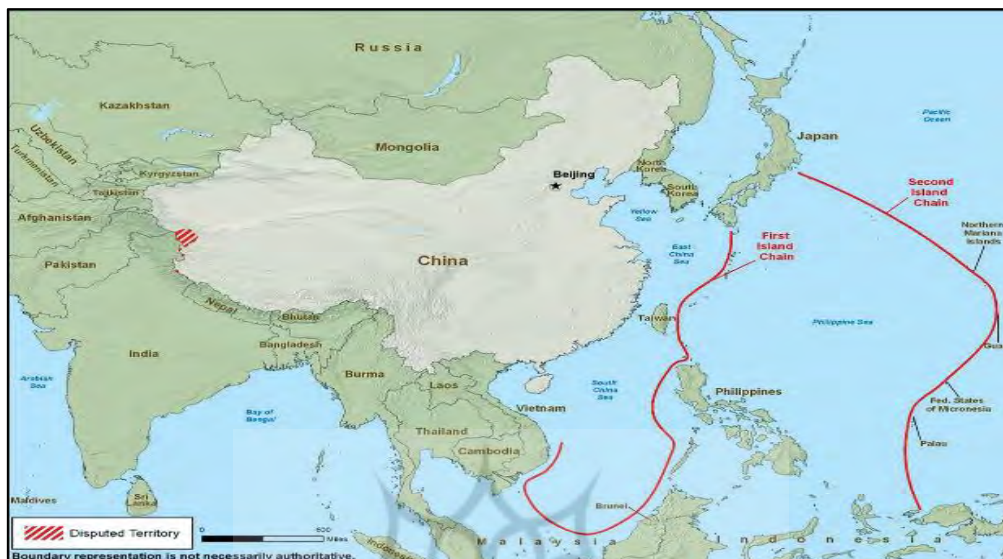 Russia
Kazakhstan
Uzbekistan
Turkmenistan
Kyrgyzstan
Tajikistan
Afghanistan
Pakistan
Mongolia
Beijing
North
Korea
South
Korea
Japan
Pacific
Ocean
Second
Island
Chain
Northern
Mariana
Islands
Yellow
Sea
First
Island
Chain
East
China
Sea
China
Nepal
Bhutan
Bangladesh
India
Burma
Laos
Taiwan
Philippine Sea
Guam
Arabian
Sea
Bay of
Bengal
Vietnam
Thailand
Cambodia
South
China
Sea
Philippines
Fed. States
of Micronesia
Palau
Maldives
Sri
Lanka
Brunei
Malaysia
Indonesia
Indonesia
Disputed Territory
0
600
Miles
Boundary representation is not necessarily authoritative.